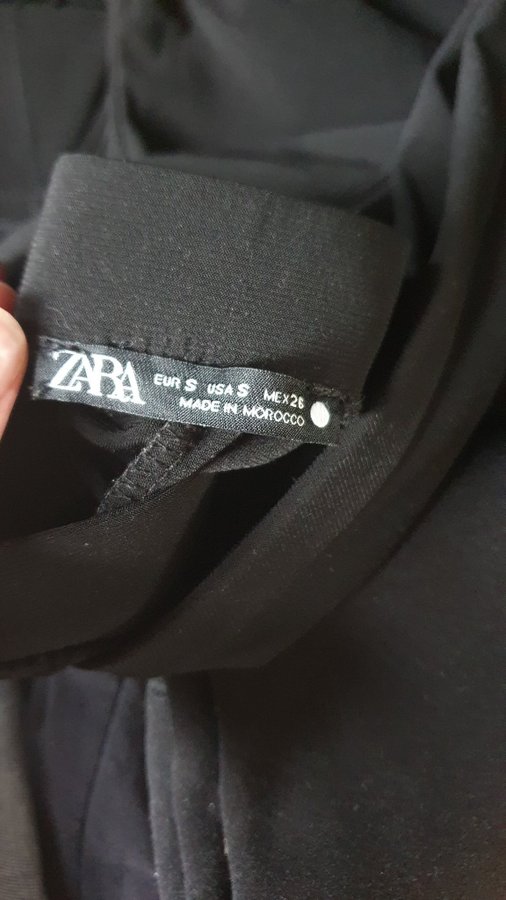 ZARA
EUR S USA S MEX 26
MADE IN MOROCCO